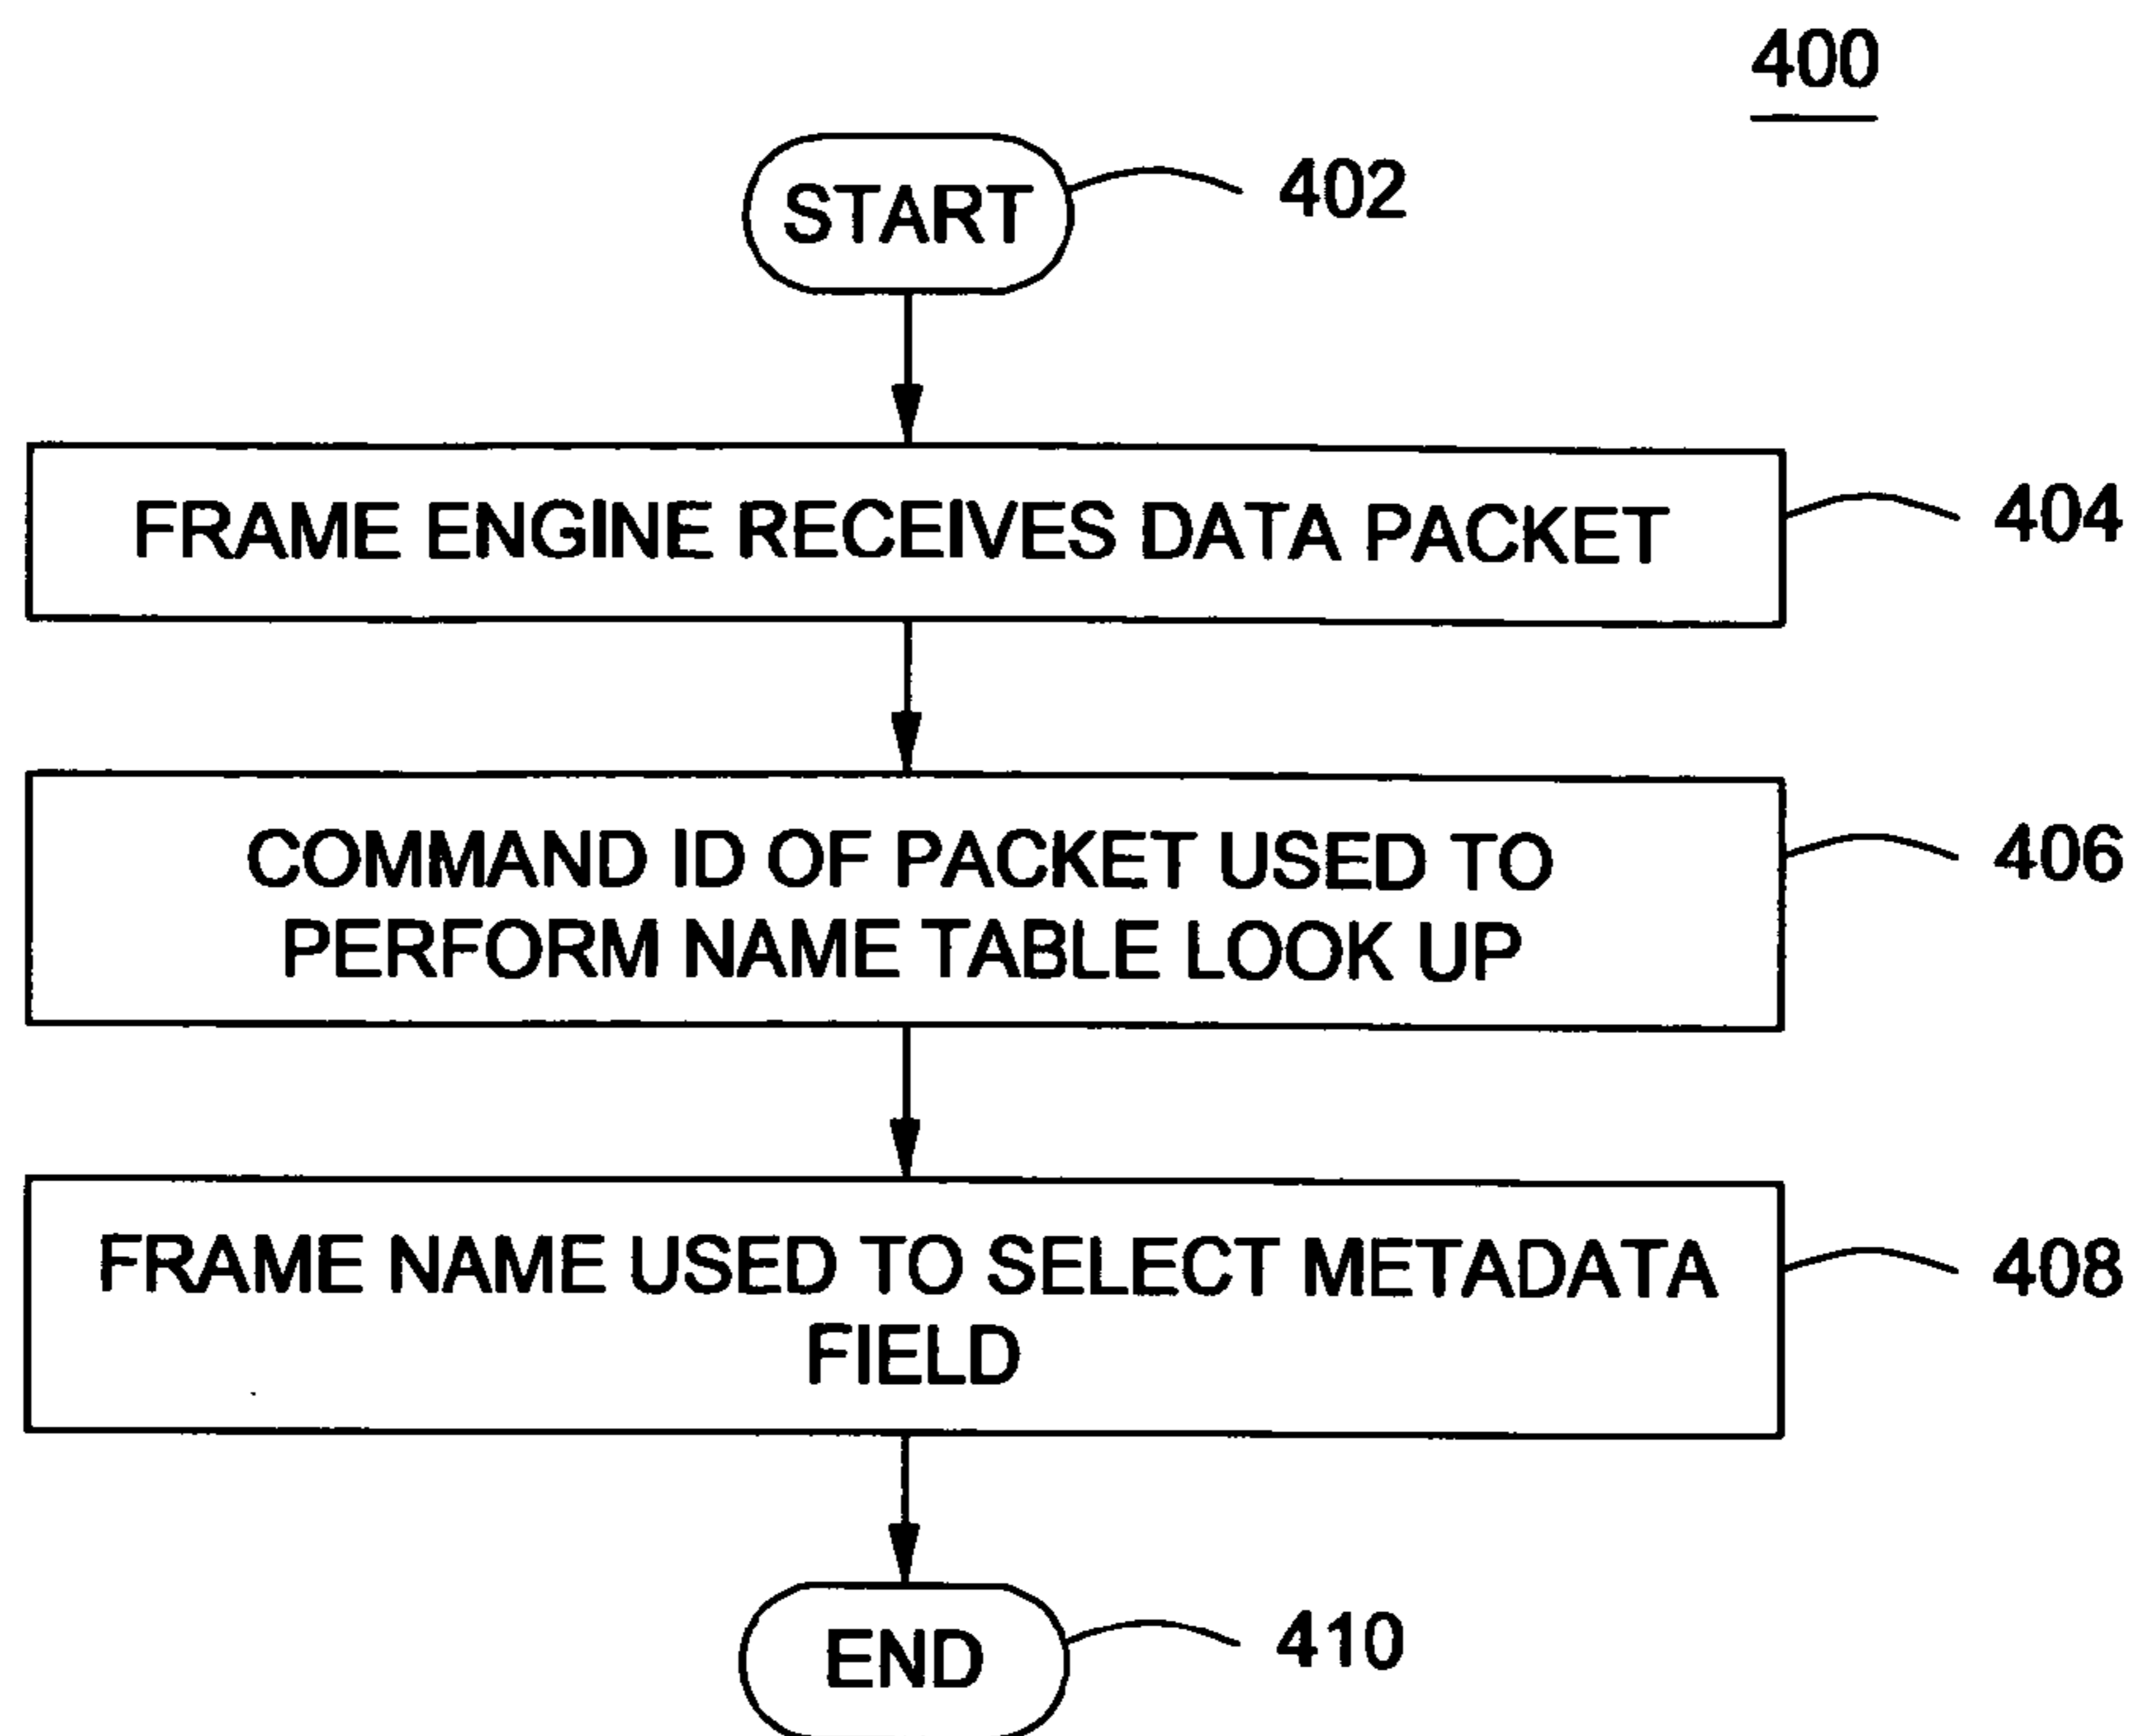 400
START
402
FRAME ENGINE RECEIVES DATA PACKET
404
COMMAND ID OF PACKET USED TO
PERFORM NAME TABLE LOOK UP
406
FRAME NAME USED TO SELECT METADATA
FIELD
408
END
410